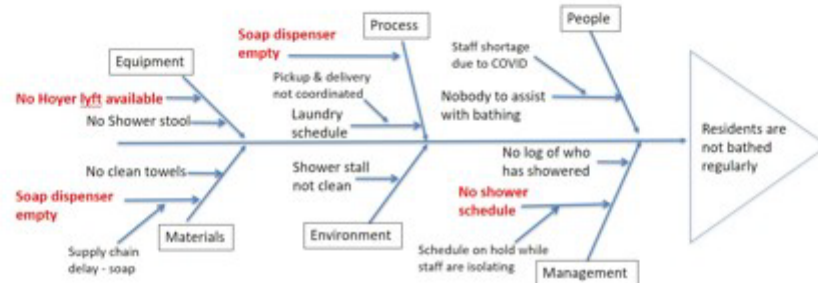 Soap dispenser
empty
Process
People
Equipment
Staff shortage
due to COVID
No Hoyer lyft available
Pickup & delivery
not coordinated
Nobody to assist
with bathing
No Shower stool
Laundry
schedule
Residents are
not bathed
regularly
No clean towels
Shower stall
not clean
No log of who
has showered
Soap dispenser
empty
No shower
schedule
Materials
Environment
Supply chain
delay - soap
Schedule on hold while
staff are isolating
Management